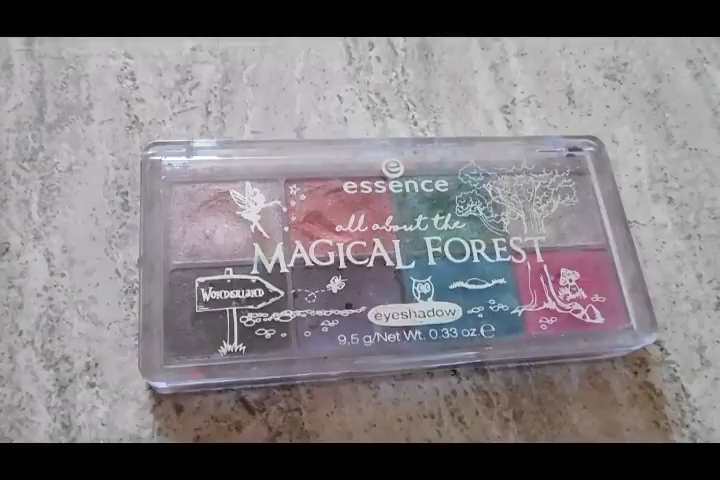 e
essence
all about the
MAGICAL FOREST
WONDERLAND
eyeshadow
9,5 g/Net Wt. 0.33 oz. ℮